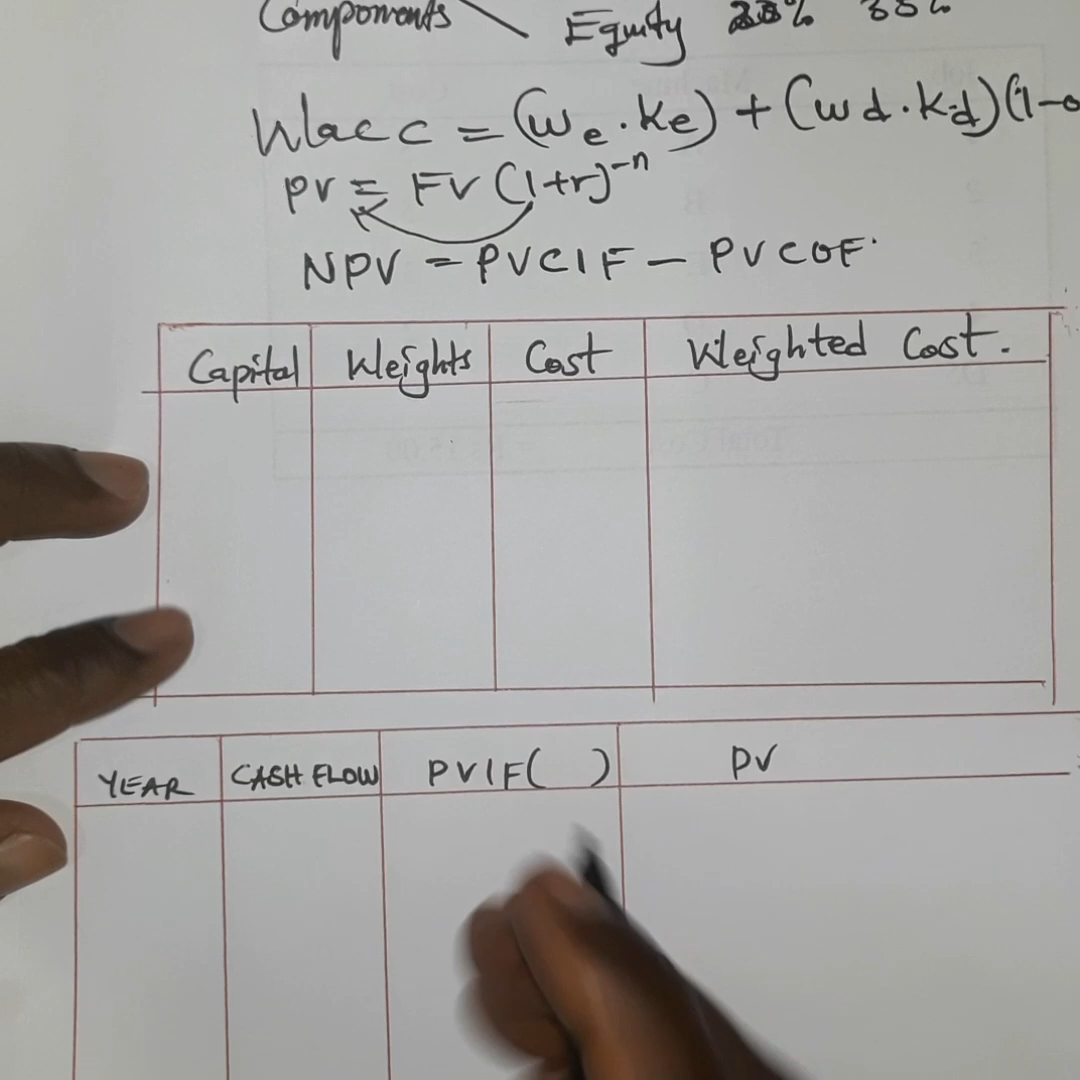 Components Equity
Wacc = (We.Ke) + (Wd.Kd)(1-
PV = FV (1+r)^-n
NPV = PVCIF - PVCOF.
Capital Weights Cost Weighted Cost.
YEAR CASH FLOW PVIF( ) PV